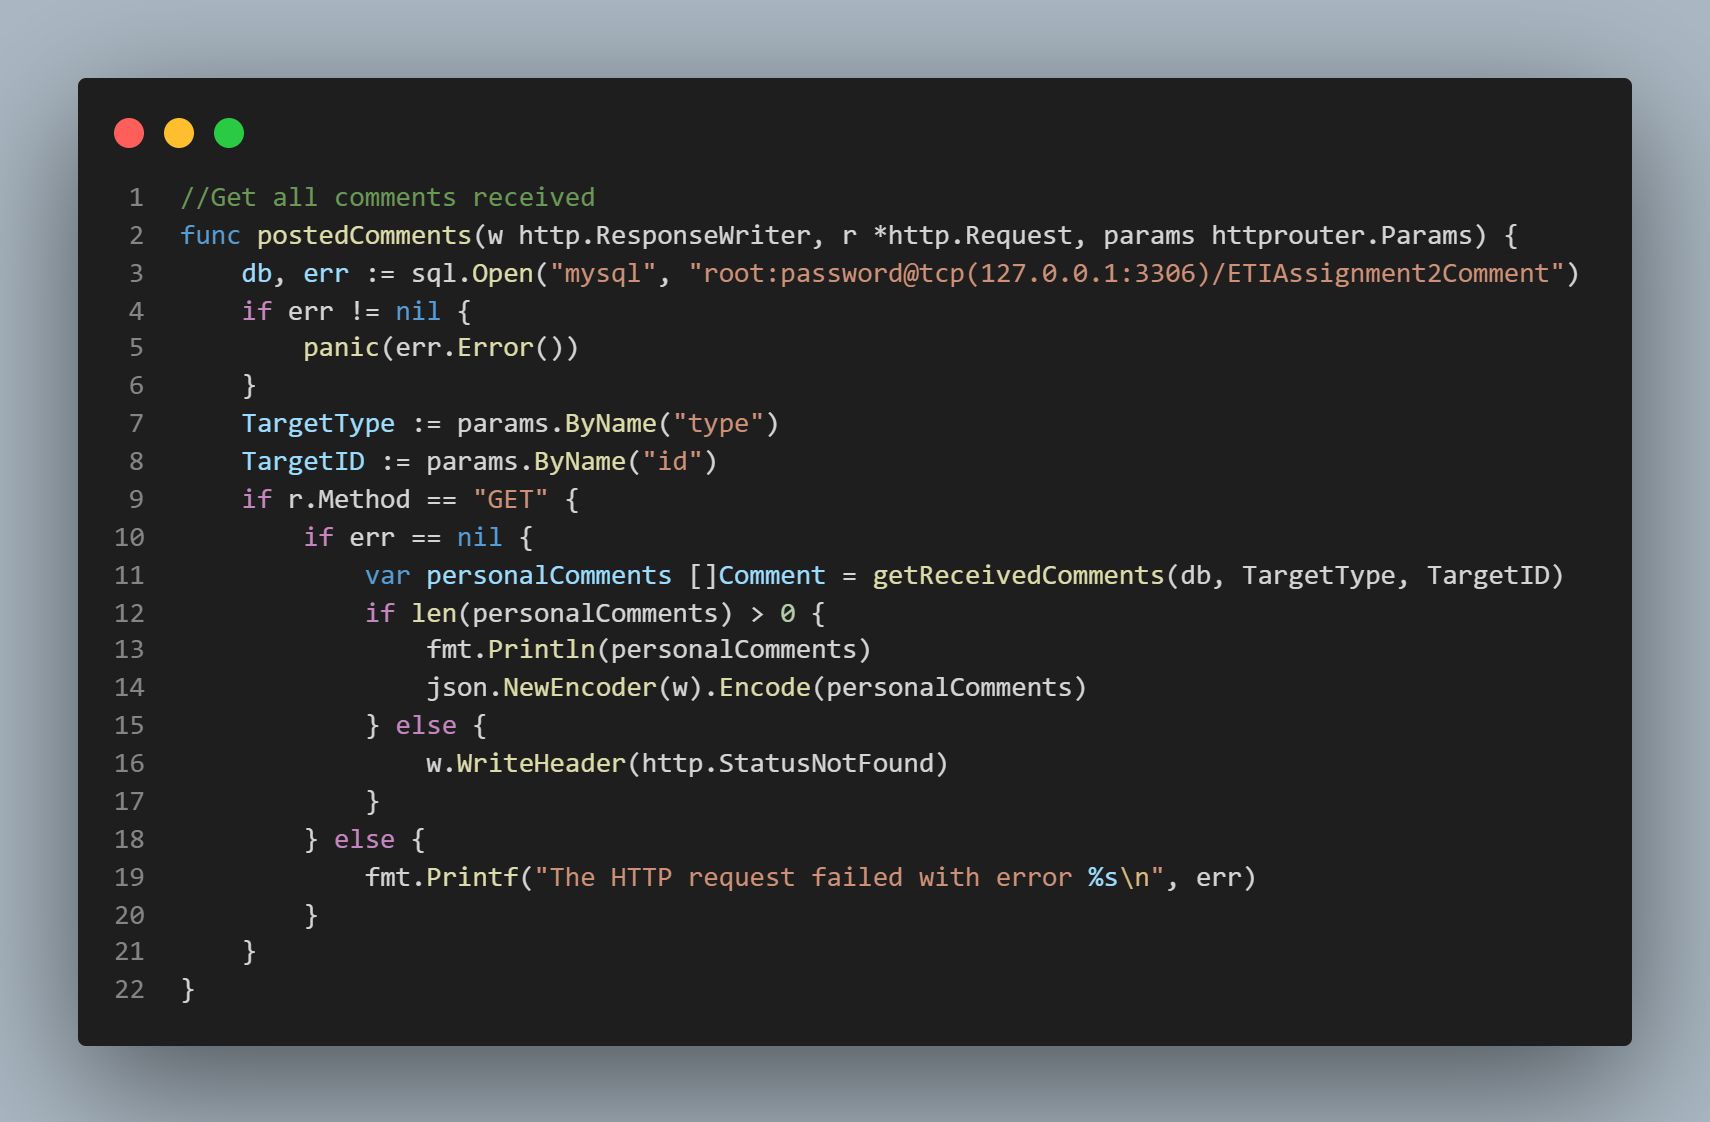 1 //Get all comments received
2 func postedComments(w http.ResponseWriter, r *http.Request, params httprouter.Params) {
3     db, err := sql.Open("mysql", "root:password@tcp(127.0.0.1:3306)/ETIAssignment2Comment")
4     if err != nil {
5         panic(err.Error())
6     }
7     TargetType := params.ByName("type")
8     TargetID := params.ByName("id")
9     if r.Method == "GET" {
10         if err == nil {
11             var personalComments []Comment = getReceivedComments(db, TargetType, TargetID)
12             if len(personalComments) > 0 {
13                 fmt.Println(personalComments)
14                 json.NewEncoder(w).Encode(personalComments)
15             } else {
16                 w.WriteHeader(http.StatusNotFound)
17             }
18         } else {
19             fmt.Printf("The HTTP request failed with error %s\n", err)
20         }
21     }
22 }